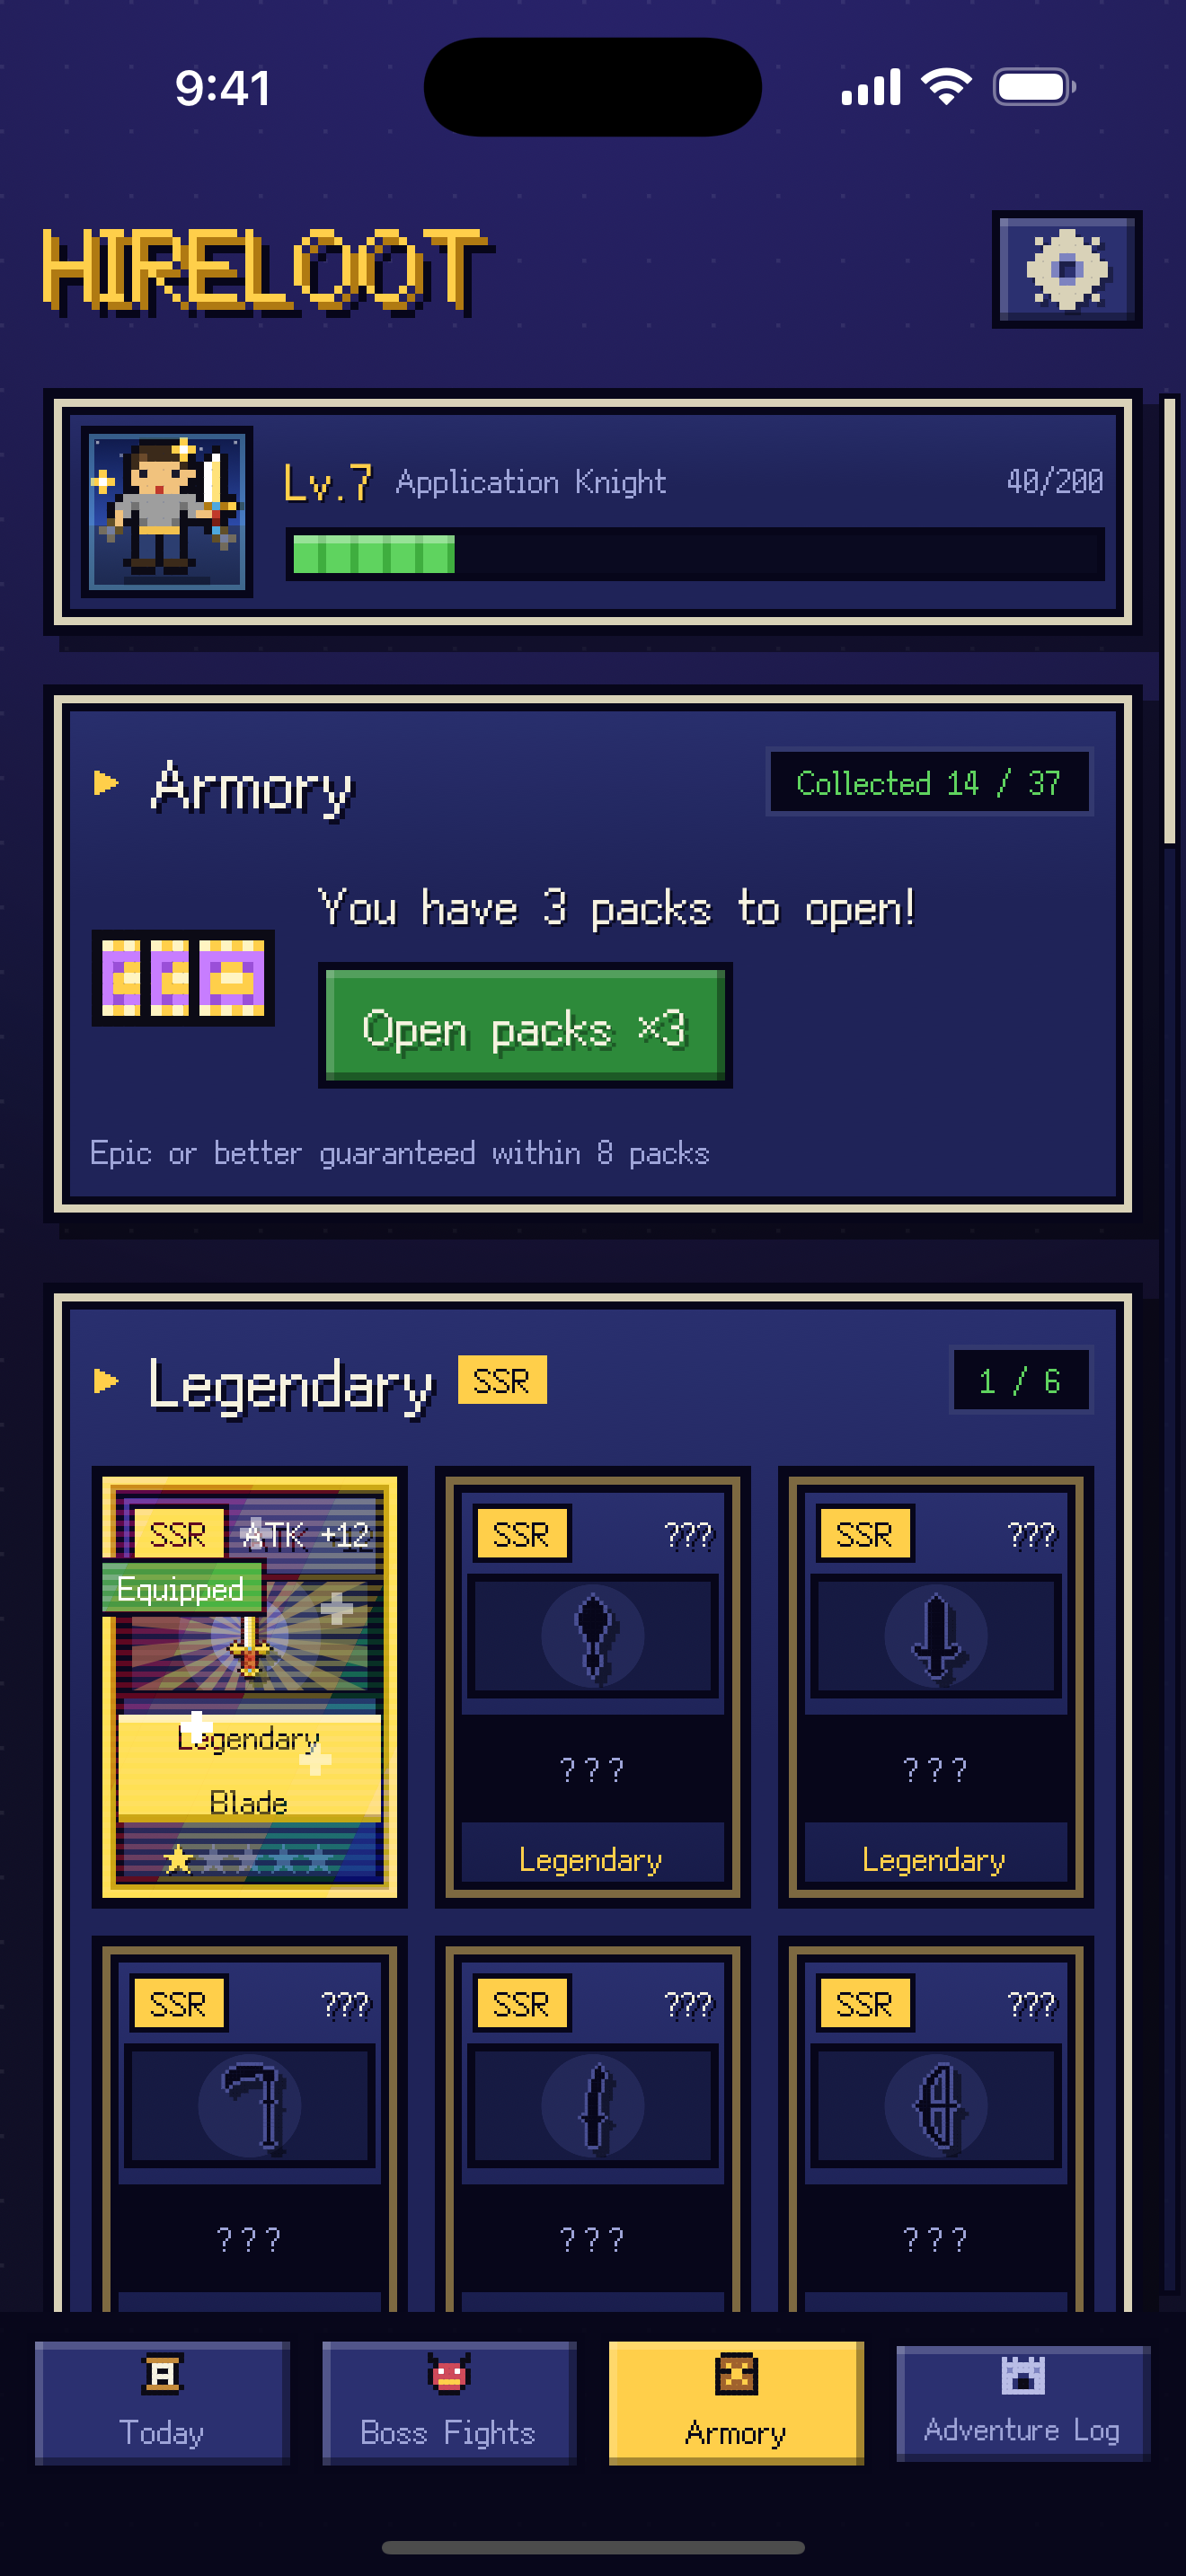 9:41
HIRELOOT
Lv.7 Application Knight 40/200
Armory Collected 14 / 37
You have 3 packs to open!
Open packs ×3
Epic or better guaranteed within 8 packs
Legendary SSR 1 / 6
SSR ATK +12
Equipped
Legendary
Blade
SSR ???
???
Legendary
SSR ???
???
Legendary
SSR ???
???
SSR ???
???
SSR ???
???
Today
Boss Fights
Armory
Adventure Log